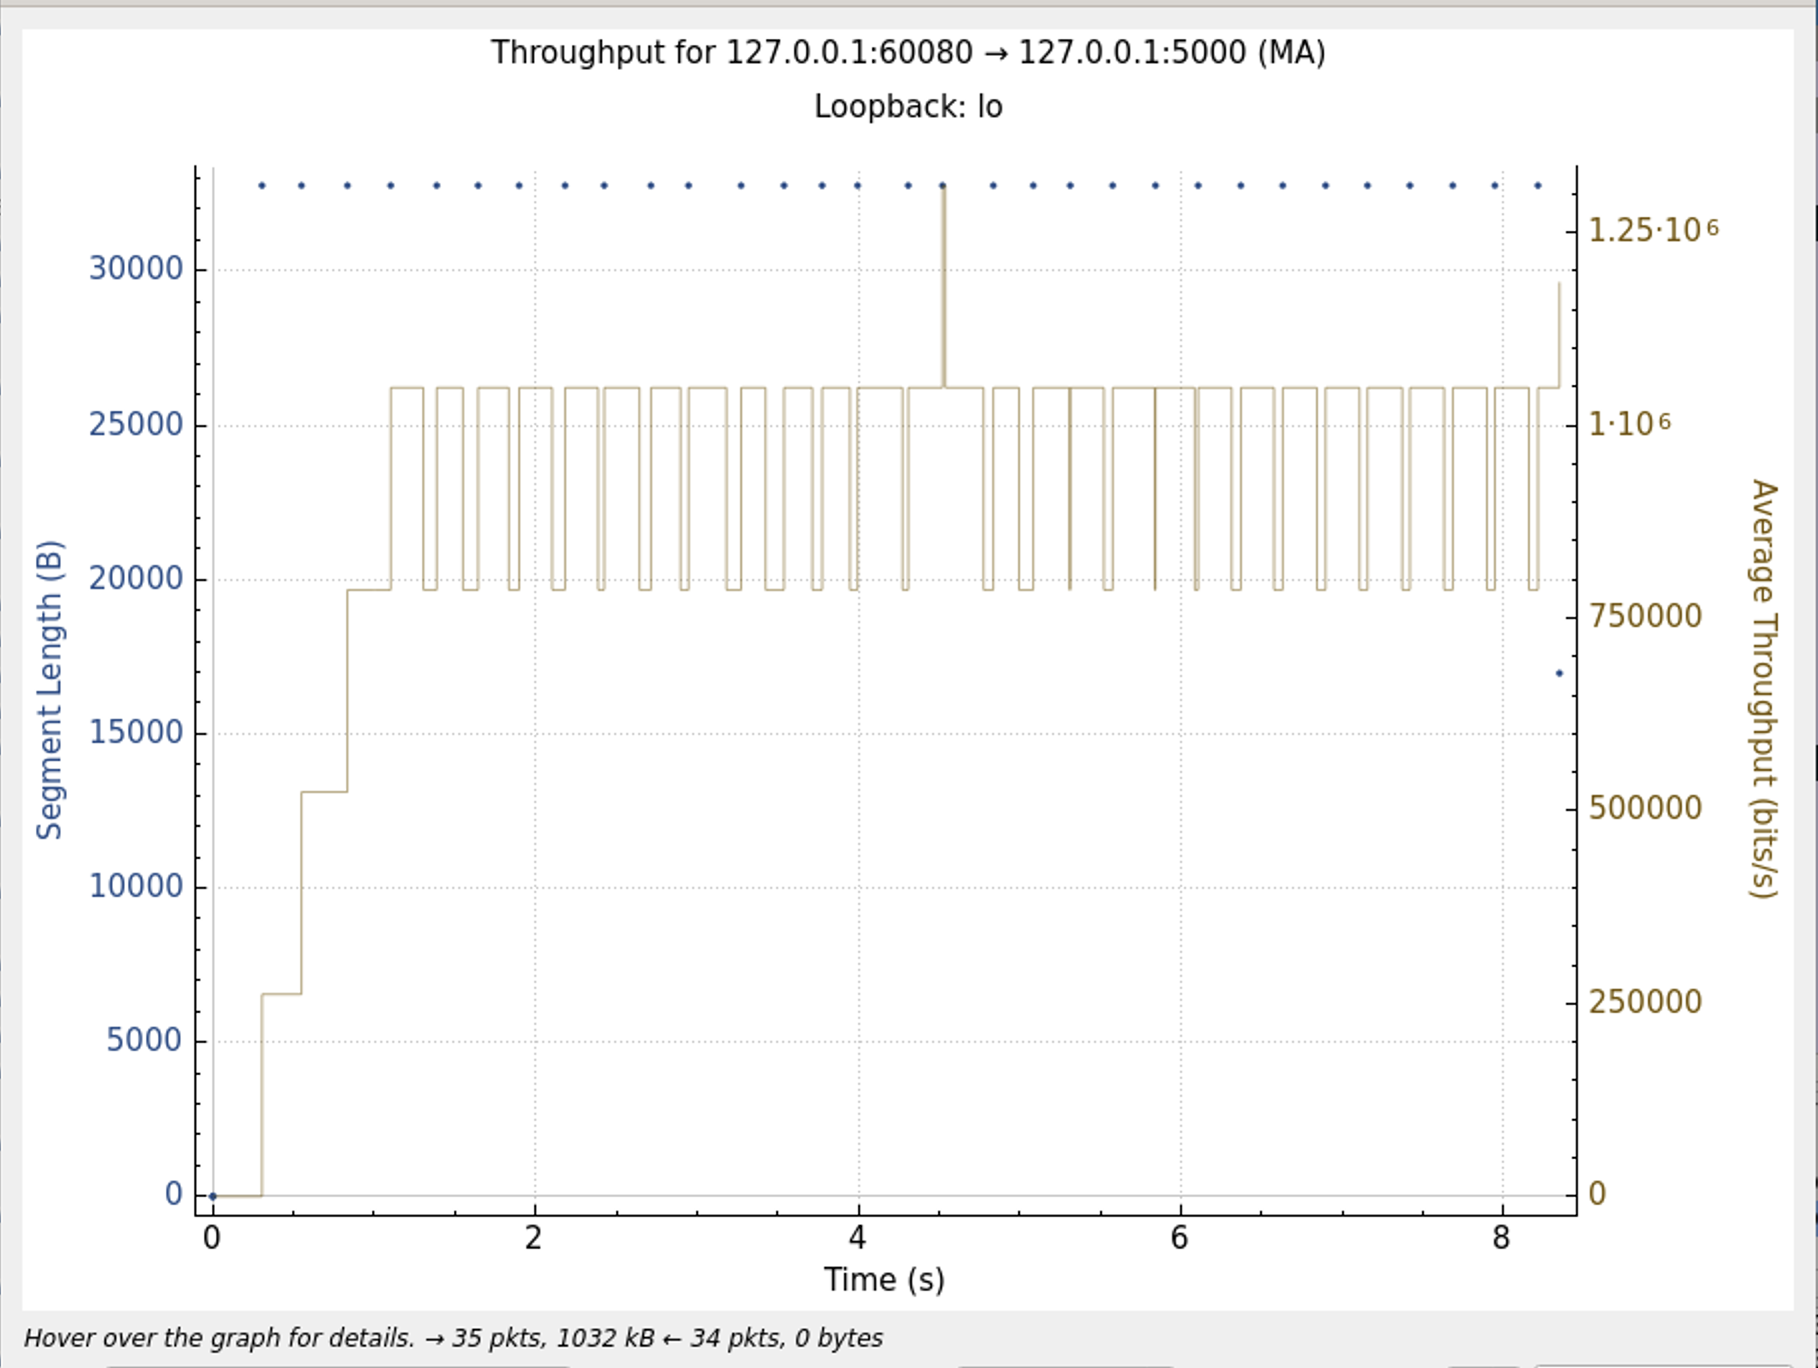 Throughput for 127.0.0.1:60080 → 127.0.0.1:5000 (MA)
Loopback: lo
Segment Length (B)
30000
25000
20000
15000
10000
5000
0
1.25·10⁶
1·10⁶
750000
500000
250000
0
Average Throughput (bits/s)
0 2 4 6 8
Time (s)
Hover over the graph for details. → 35 pkts, 1032 kB ← 34 pkts, 0 bytes